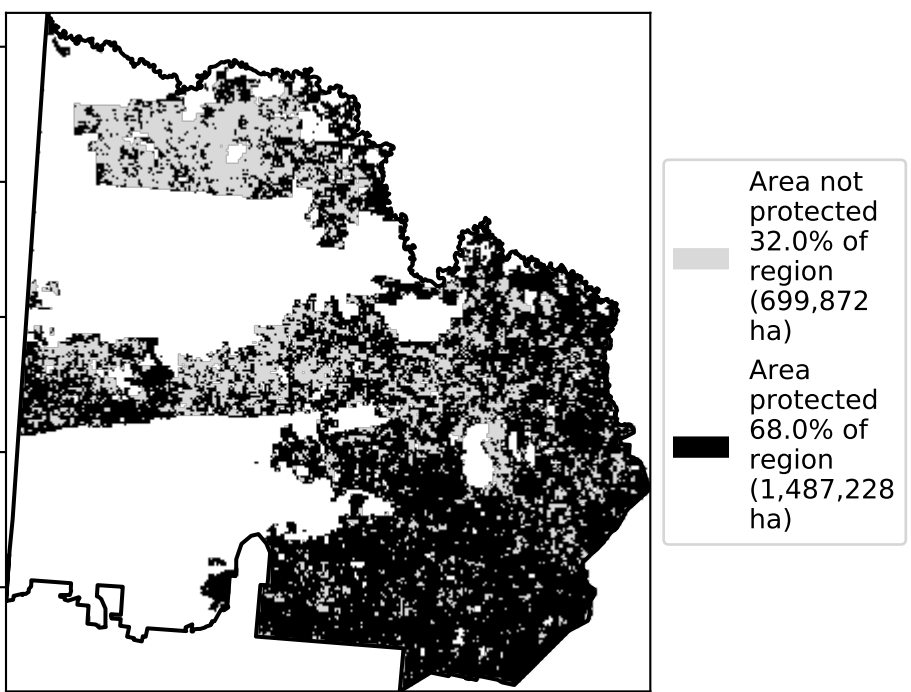 Area not
protected
32.0% of
region
(699,872
ha)
Area
protected
68.0% of
region
(1,487,228
ha)